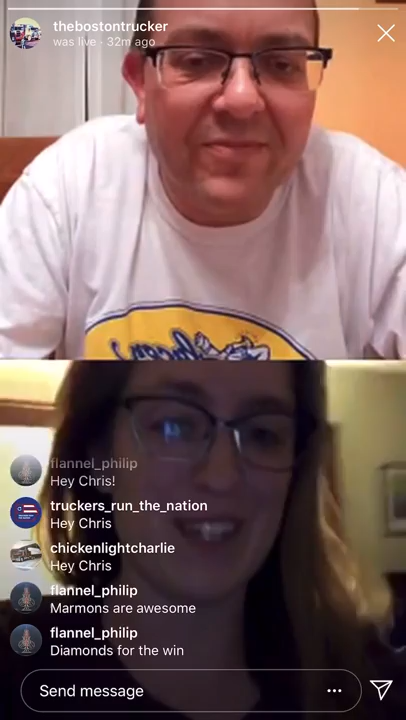 thebostontrucker
was live · 32m ago
flannel_philip
Hey Chris!
truckers_run_the_nation
Hey Chris
chickenlightcharlie
Hey Chris
flannel_philip
Marmons are awesome
flannel_philip
Diamonds for the win
Send message